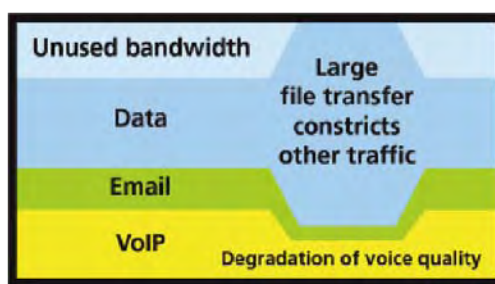 Unused bandwidth
Large
file transfer
constricts
other traffic
Data
Email
VoIP
Degradation of voice quality